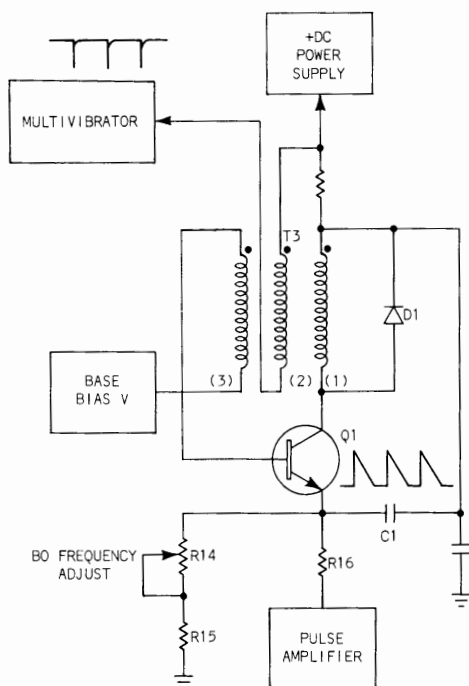 +DC
POWER
SUPPLY
MULTIVIBRATOR
T3
D1
(3)
(2)
(1)
BASE
BIAS V
Q1
C1
BO FREQUENCY
ADJUST
R14
R16
R15
PULSE
AMPLIFIER